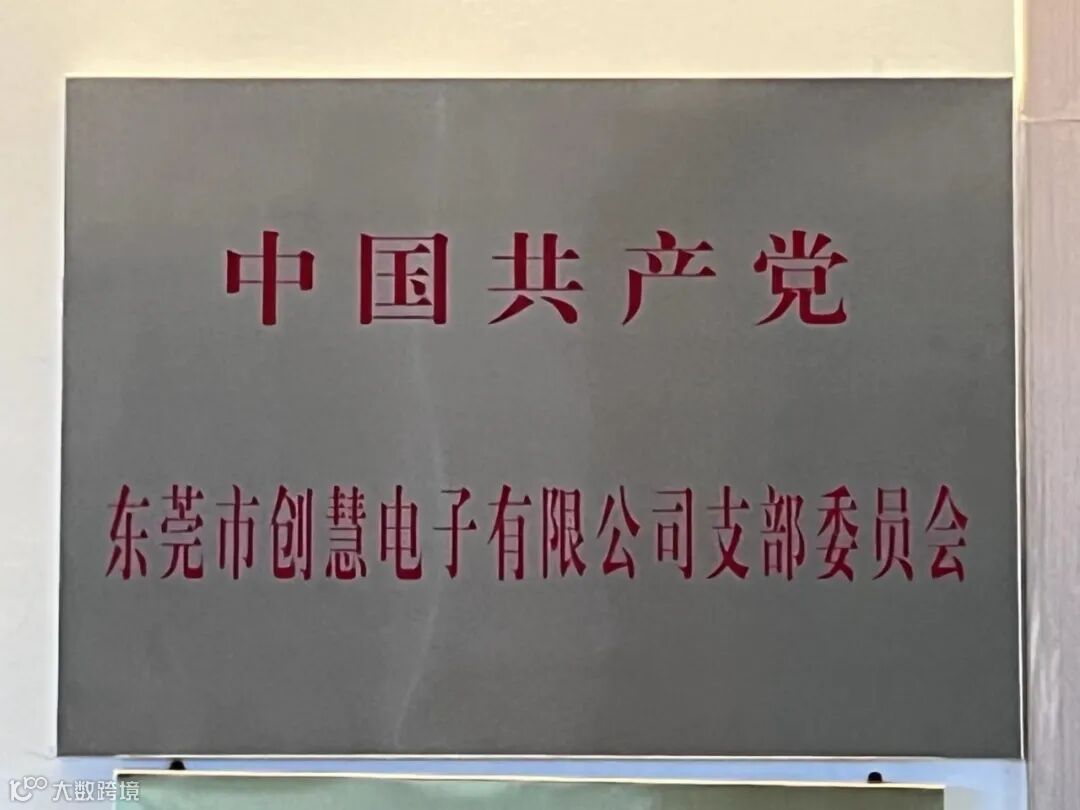 中国共产党
东莞市创慧电子有限公司支部委员会
大数跨境